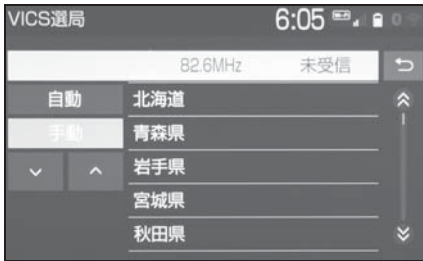 VICS選局 6:05
82.6MHz 未受信
自動 北海道
手動 青森県
岩手県
宮城県
秋田県